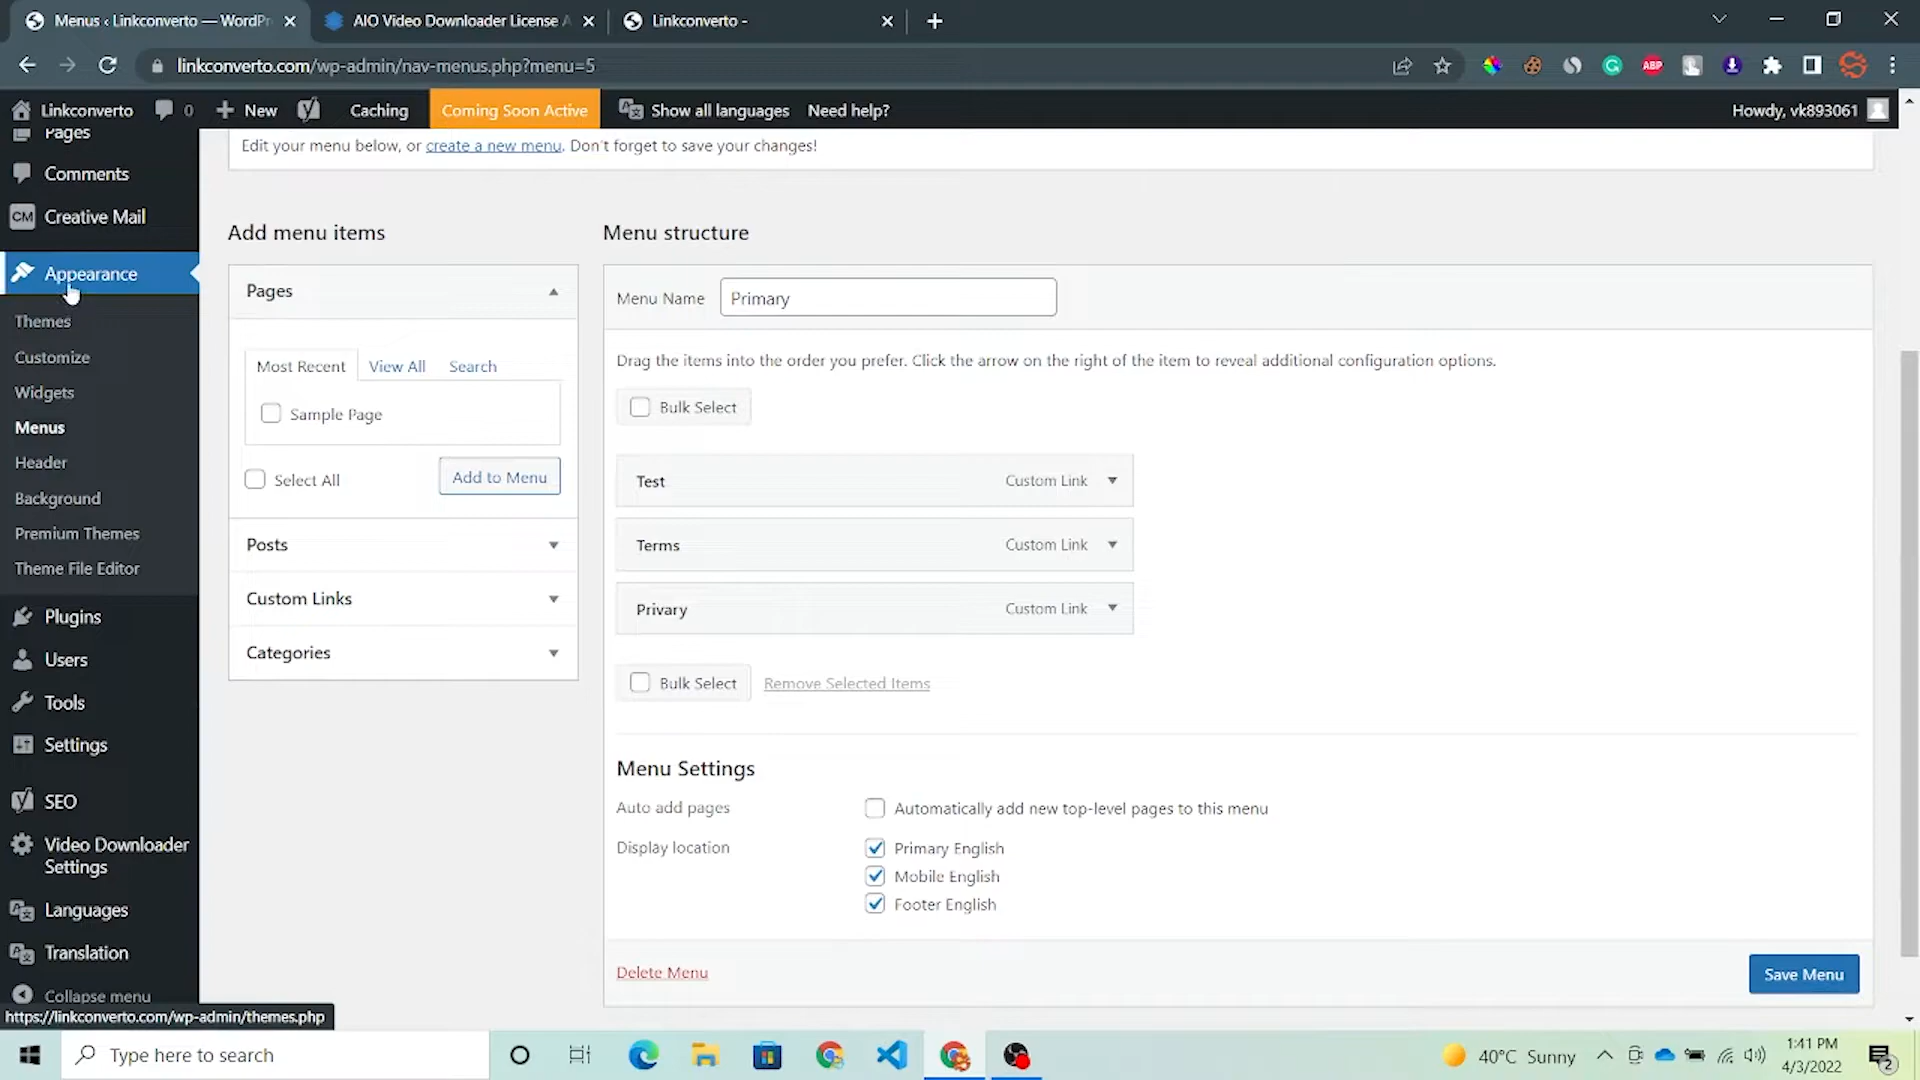 Menus ‹ Linkconverto — WordPr
AIO Video Downloader License A
Linkconverto -
linkconverto.com/wp-admin/nav-menus.php?menu=5
ABP
Linkconverto
0
New
Caching
Coming Soon Active
Show all languages
Need help?
Howdy, vk893061
Pages
Comments
CM Creative Mail
Appearance
Themes
Customize
Widgets
Menus
Header
Background
Premium Themes
Theme File Editor
Plugins
Users
Tools
Settings
SEO
Video Downloader
Settings
Languages
Translation
Collapse menu
https://linkconverto.com/wp-admin/themes.php
Edit your menu below, or create a new menu. Don't forget to save your changes!
Add menu items
Pages
Most Recent
View All
Search
Sample Page
Select All
Add to Menu
Posts
Custom Links
Categories
Menu structure
Menu Name
Primary
Drag the items into the order you prefer. Click the arrow on the right of the item to reveal additional configuration options.
Bulk Select
Test
Custom Link
Terms
Custom Link
Privary
Custom Link
Bulk Select
Remove Selected Items
Menu Settings
Auto add pages
Automatically add new top-level pages to this menu
Display location
Primary English
Mobile English
Footer English
Delete Menu
Save Menu
Type here to search
40°C Sunny
1:41 PM
4/3/2022
2